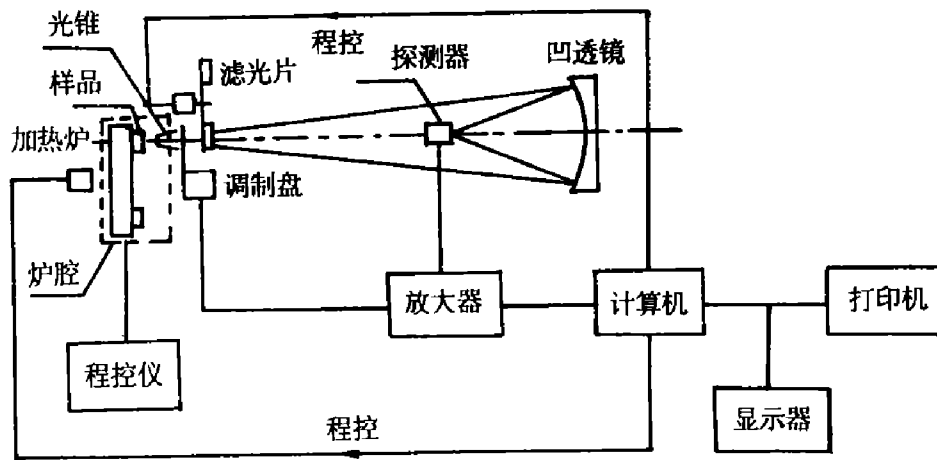 光锥
程控
滤光片
探测器
凹透镜
样品
加热炉
调制盘
炉腔
放大器
计算机
打印机
程控仪
显示器
程控